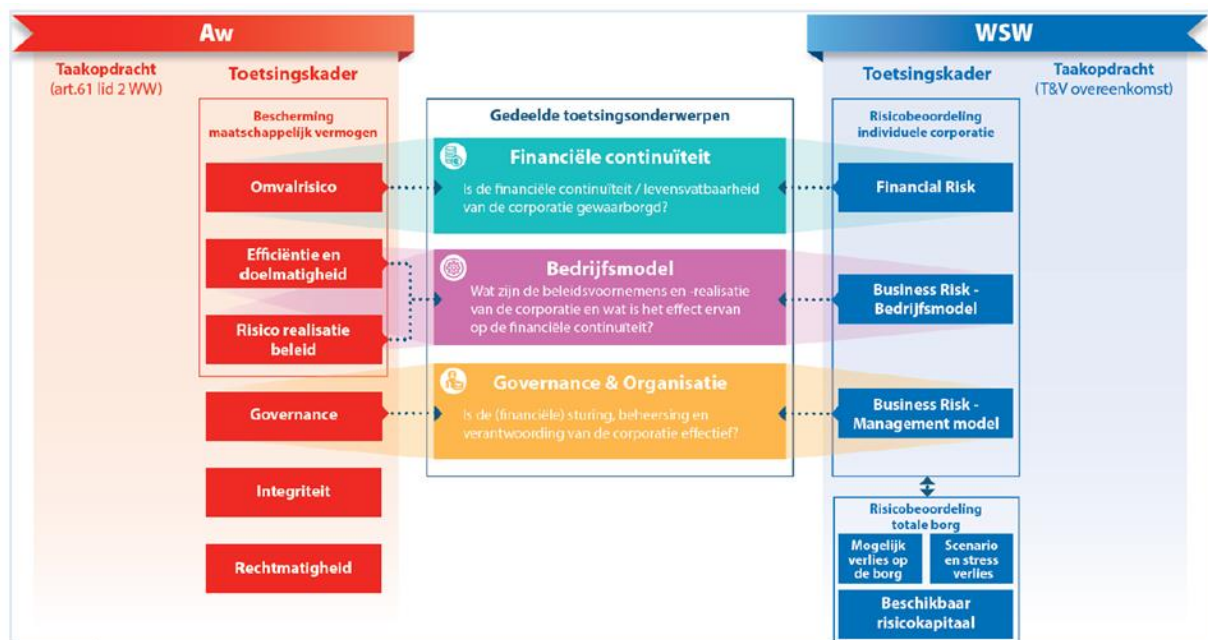 Aw
Taakopdracht
(art.61 lid 2 WW)
Toetsingskader
Bescherming
maatschappelijk vermogen
Omvalrisico
Efficiëntie en
doelmatigheid
Risico realisatie
beleid
Governance
Integriteit
Rechtmatigheid
Gedeelde toetsingsonderwerpen
Financiële continuïteit
Is de financiële continuïteit / levensvatbaarheid
van de corporatie gewaarborgd?
Bedrijfsmodel
Wat zijn de beleidsvoornemens en -realisatie
van de corporatie en wat is het effect ervan
op de financiële continuïteit?
Governance & Organisatie
Is de (financiële) sturing, beheersing en
verantwoording van de corporatie effectief?
WSW
Toetsingskader
Taakopdracht
(T&V overeenkomst)
Risicobeoordeling
individuele corporatie
Financial Risk
Business Risk -
Bedrijfsmodel
Business Risk -
Management model
Risicobeoordeling
totale borg
Mogelijk
verlies op
de borg
Scenario
en stress
verlies
Beschikbaar
risicokapitaal